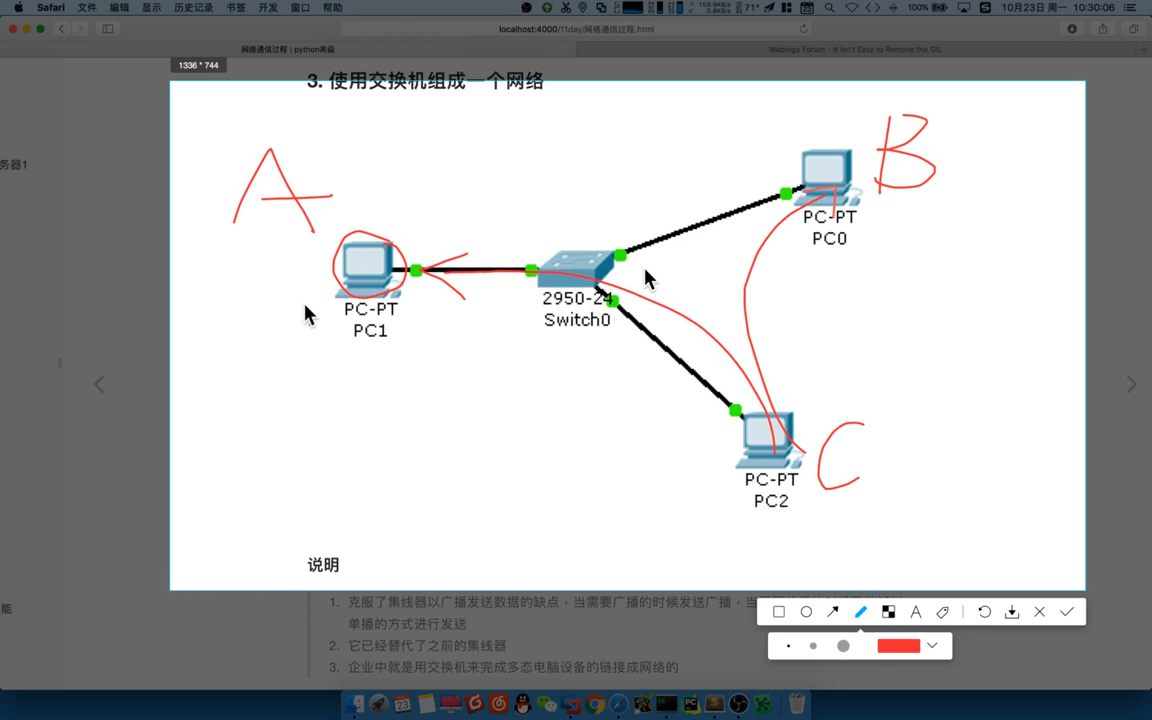 Safari 文件 编辑 显示 历史记录 书签 开发 窗口 帮助
71° 100% 10月23日 周一 10:30:06
localhost:4000/11day/网络通信过程.html
网络通信过程 | python高级
Weblogs Forum - It isn't Easy to Remove the GIL
1336 * 744
3. 使用交换机组成一个网络
务器1
A
B
PC-PT
PC0
PC-PT
PC1
2950-24
Switch0
C
PC-PT
PC2
说明
能
1. 克服了集线器以广播发送数据的缺点，当需要广播的时候发送广播，
单播的方式进行发送
2. 它已经替代了之前的集线器
3. 企业中就是用交换机来完成多态电脑设备的链接成网络的
A
23
PC